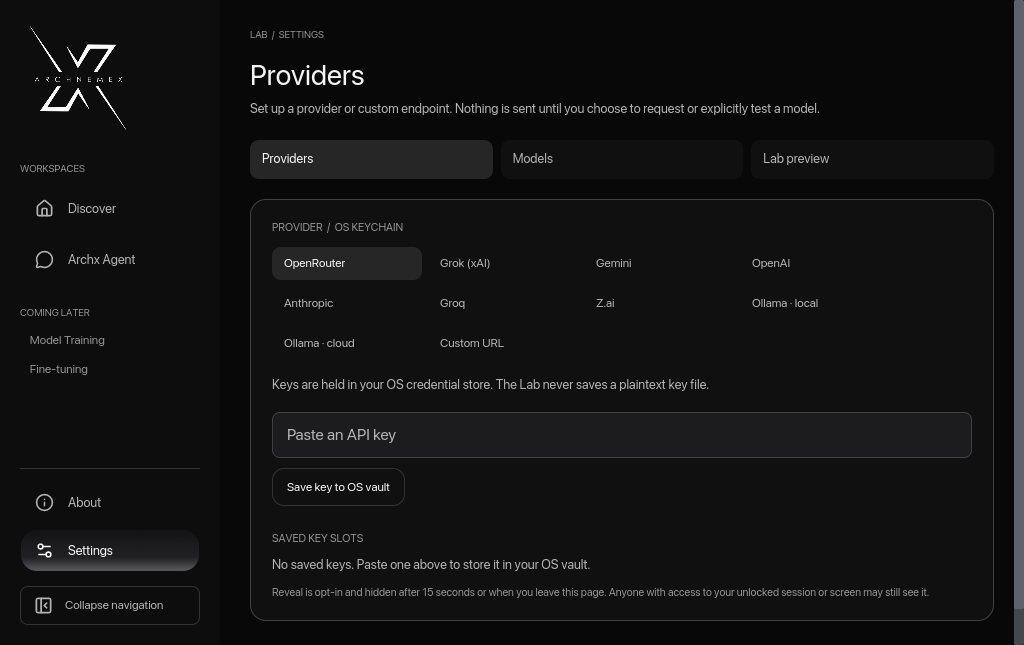 ARCHNEMEX
WORKSPACES
Discover
Archx Agent
COMING LATER
Model Training
Fine-tuning
About
Settings
Collapse navigation
LAB / SETTINGS
Providers
Set up a provider or custom endpoint. Nothing is sent until you choose to request or explicitly test a model.
Providers Models Lab preview
PROVIDER / OS KEYCHAIN
OpenRouter Grok (xAI) Gemini OpenAI
Anthropic Groq Z.ai Ollama · local
Ollama · cloud Custom URL
Keys are held in your OS credential store. The Lab never saves a plaintext key file.
Paste an API key
Save key to OS vault
SAVED KEY SLOTS
No saved keys. Paste one above to store it in your OS vault.
Reveal is opt-in and hidden after 15 seconds or when you leave this page. Anyone with access to your unlocked session or screen may still see it.